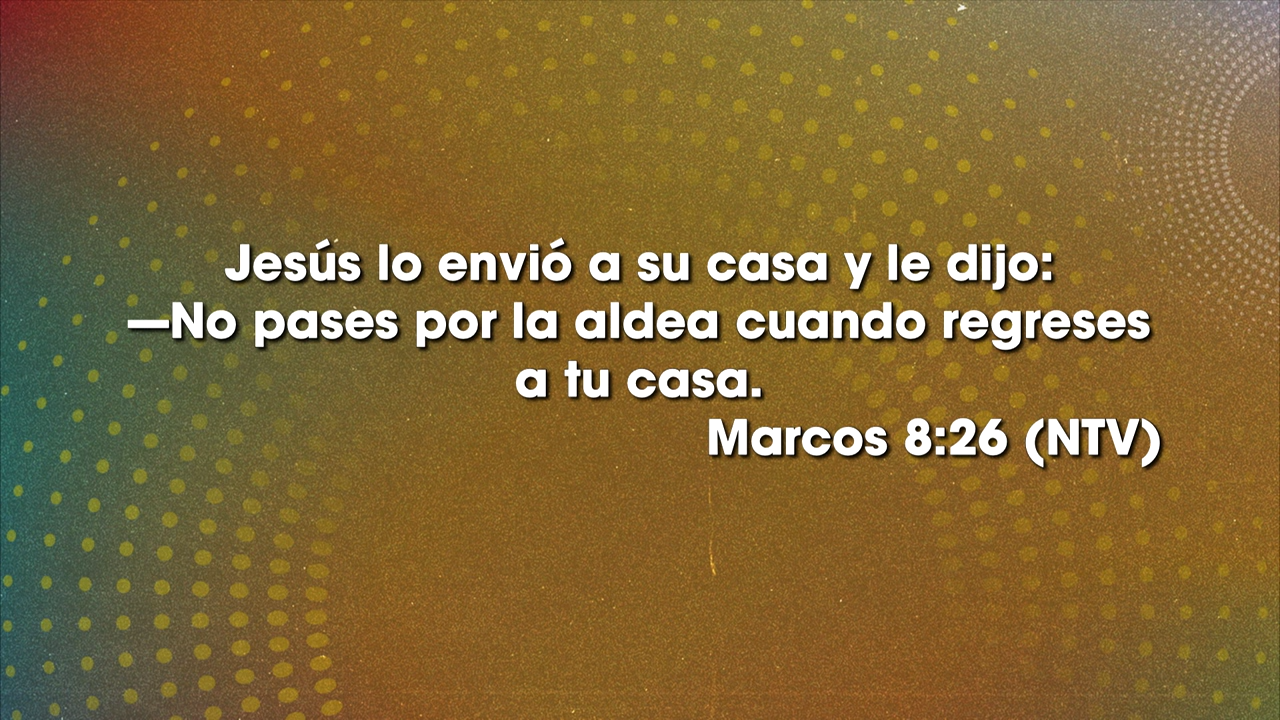 Jesús lo envió a su casa y le dijo:
—No pases por la aldea cuando regreses
a tu casa.
Marcos 8:26 (NTV)